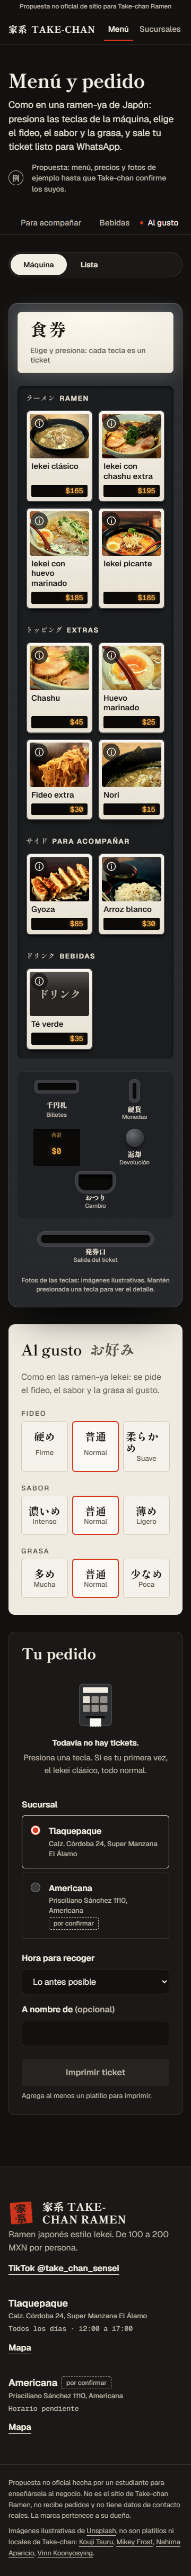 Propuesta no oficial de sitio para Take-chan Ramen
家系 TAKE-CHAN
Menú
Sucursales
Menú y pedido
Como en una ramen-ya de Japón:
presiona las teclas de la máquina, elige
el fideo, el sabor y la grasa, y sale tu
ticket listo para WhatsApp.
例
Propuesta: menú, precios y fotos de
ejemplo hasta que Take-chan confirme
los suyos.
Para acompañar
Bebidas
Al gusto
Máquina
Lista
食券
Elige y presiona: cada tecla es un
ticket
ラーメン RAMEN
Iekei clásico
$165
Iekei con
chashu extra
$195
Iekei con
huevo
marinado
$185
Iekei picante
$185
トッピング EXTRAS
Chashu
$45
Huevo
marinado
$25
Fideo extra
$30
Nori
$15
サイド PARA ACOMPAÑAR
Gyoza
$85
Arroz blanco
$30
ドリンク BEBIDAS
ドリンク
Té verde
$35
千円札
Billetes
硬貨
Monedas
合計
$0
返却
Devolución
おつり
Cambio
発券口
Salida del ticket
Fotos de las teclas: imágenes ilustrativas. Mantén
presionada una tecla para ver el detalle.
Al gusto お好み
Como en las ramen-ya iekei: se pide
el fideo, el sabor y la grasa al gusto.
FIDEO
硬め
Firme
普通
Normal
柔らか
め
Suave
SABOR
濃いめ
Intenso
普通
Normal
薄め
Ligero
GRASA
多め
Mucha
普通
Normal
少なめ
Poca
Tu pedido
Todavía no hay tickets.
Presiona una tecla. Si es tu primera vez,
el Iekei clásico, todo normal.
Sucursal
Tlaquepaque
Calz. Córdoba 24, Super Manzana
El Álamo
Americana
Prisciliano Sánchez 1110,
Americana
por confirmar
Hora para recoger
Lo antes posible
A nombre de (opcional)
Imprimir ticket
Agrega al menos un platillo para imprimir.
家系
家系 TAKE-
CHAN RAMEN
Ramen japonés estilo Iekei. De 100 a 200
MXN por persona.
TikTok @take_chan_sensei
Tlaquepaque
Calz. Córdoba 24, Super Manzana El Álamo
Todos los días · 12:00 a 17:00
Mapa
Americana por confirmar
Prisciliano Sánchez 1110, Americana
Horario pendiente
Mapa
Propuesta no oficial hecha por un estudiante para
enseñársela al negocio. No es el sitio de Take-chan
Ramen, no recibe pedidos y no tiene datos de contacto
reales. La marca pertenece a su dueño.
Imágenes ilustrativas de Unsplash, no son platillos ni
locales de Take-chan: Kouji Tsuru, Mikey Frost, Nahima
Aparicio, Vinn Koonyosying.